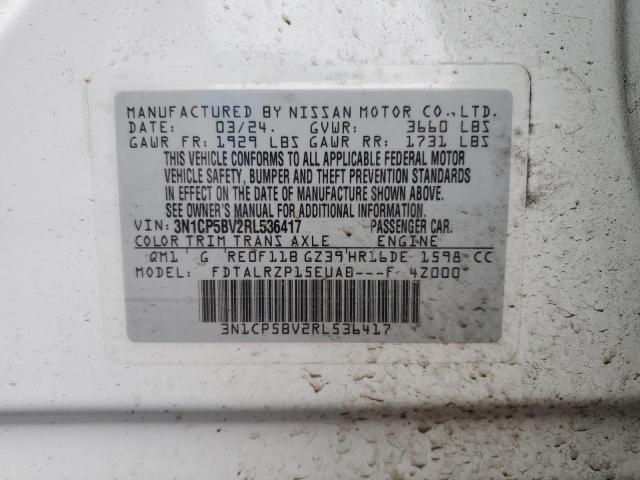 MANUFACTURED BY NISSAN MOTOR CO.,LTD.
DATE: 03/24. GVWR: 3660 LBS
GAWR FR: 1929 LBS GAWR RR: 1731 LBS
THIS VEHICLE CONFORMS TO ALL APPLICABLE FEDERAL MOTOR
VEHICLE SAFETY, BUMPER AND THEFT PREVENTION STANDARDS
IN EFFECT ON THE DATE OF MANUFACTURE SHOWN ABOVE.
SEE OWNER'S MANUAL FOR ADDITIONAL INFORMATION.
VIN: 3N1CP5BV2RL536417 PASSENGER CAR.
COLOR TRIM TRANS AXLE ENGINE
QM1 G RE0F11B GZ39 HR16DE 1598 CC
MODEL: FDTALRZP15EUAB---F 4Z000
3N1CP5BV2RL536417